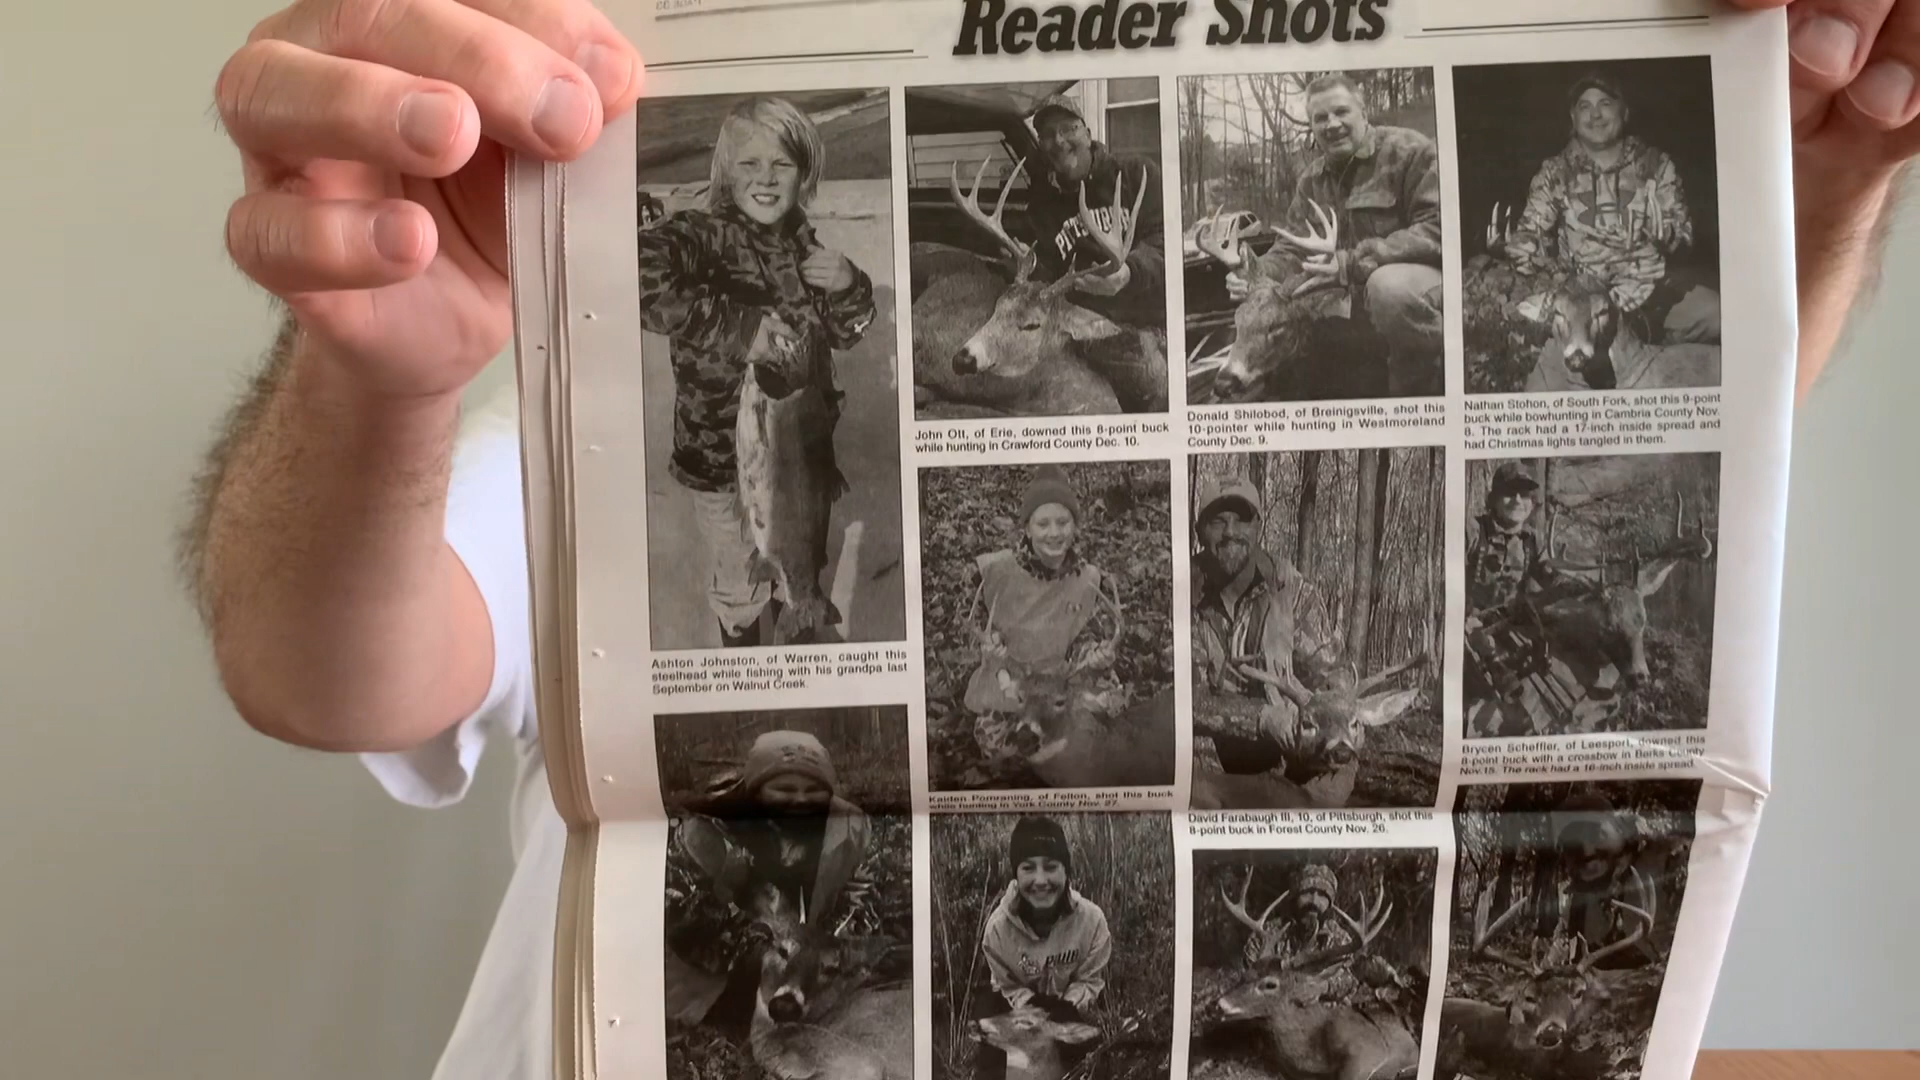 Reader Shots
PITTSBURGH
John Ott, of Erie, downed this 8-point buck
while hunting in Crawford County Dec. 10.
Donald Shilobod, of Breinigsville, shot this
10-pointer while hunting in Westmoreland
County Dec. 9.
Nathan Stohon, of South Fork, shot this 9-point
buck while bowhunting in Cambria County Nov.
8. The rack had a 17-inch inside spread and
had Christmas lights tangled in them.
Ashton Johnston, of Warren, caught this
steelhead while fishing with his grandpa last
September on Walnut Creek.
Kaiden Pomraning, of Felton, shot this buck
while hunting in York County Nov. 27.
David Farabaugh III, 10, of Pittsburgh, shot this
8-point buck in Forest County Nov. 26.
Brycen Scheffler, of Leesport, downed this
8-point buck with a crossbow in Berks County
Nov. 15. The rack had a 16-inch inside spread.